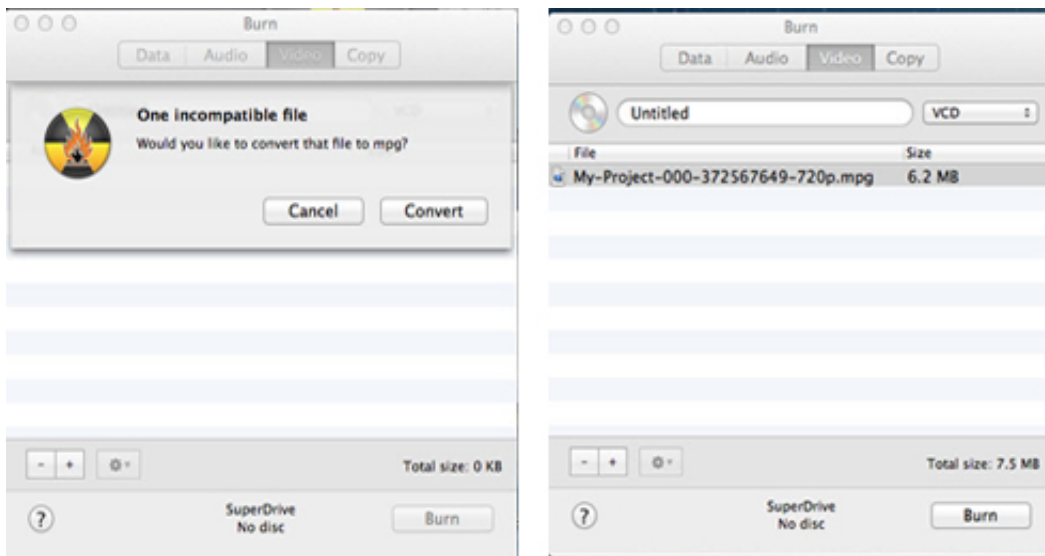 Burn
Data Audio Video Copy
One incompatible file
Would you like to convert that file to mpg?
Cancel Convert
- +
Total size: 0 KB
?
SuperDrive
No disc
Burn
Burn
Data Audio Video Copy
Untitled VCD
File Size
My-Project-000-372567649-720p.mpg 6.2 MB
- +
Total size: 7.5 MB
?
SuperDrive
No disc
Burn